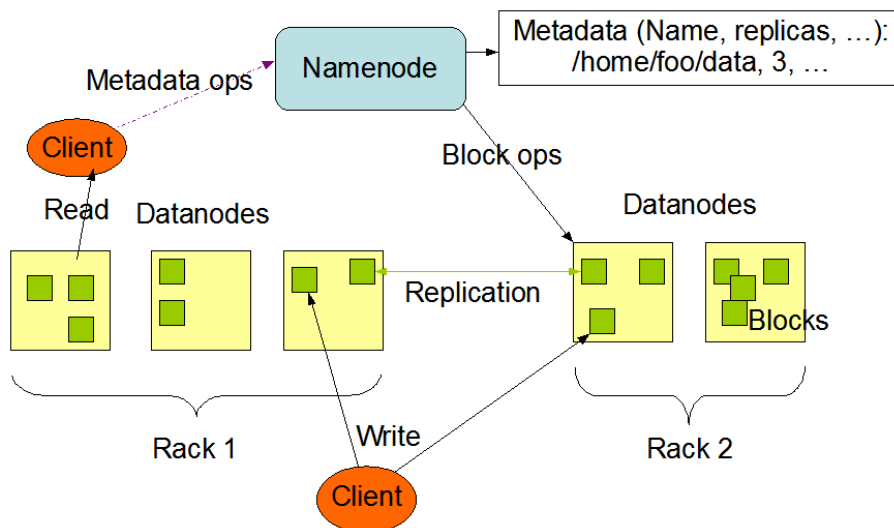 Metadata (Name, replicas, …):
/home/foo/data, 3, …
Namenode
Metadata ops
Client
Block ops
Read
Datanodes
Datanodes
Replication
Blocks
Rack 1
Write
Rack 2
Client